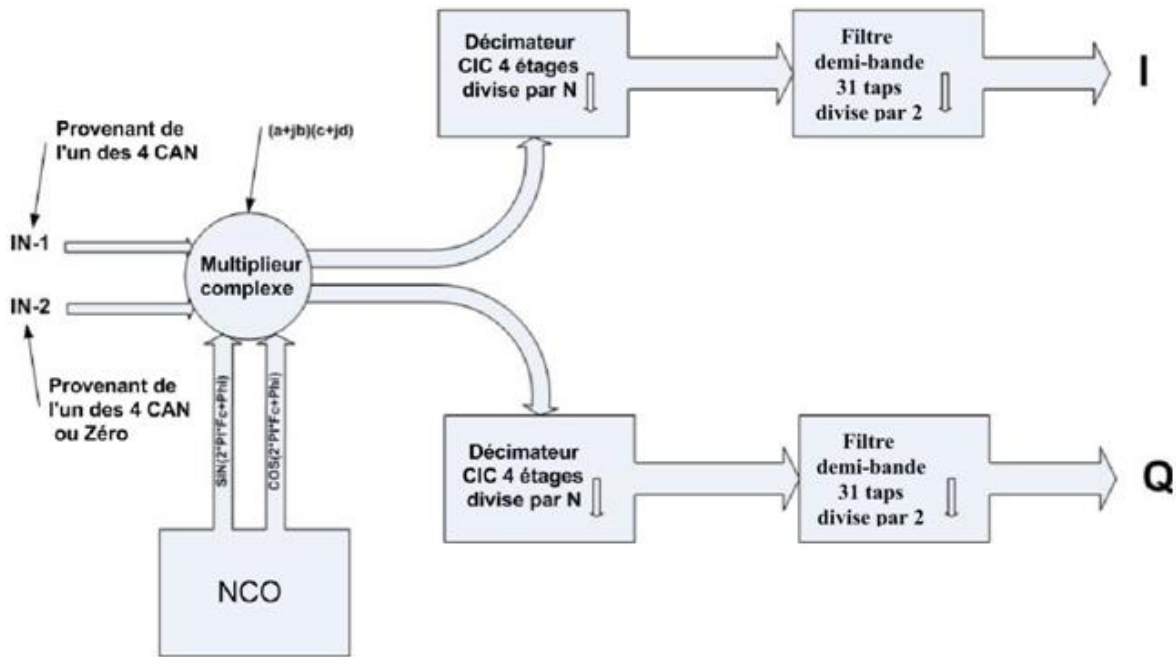 Décimateur
CIC 4 étages
divise par N
Filtre
demi-bande
31 taps
divise par 2
I
Provenant de
l'un des 4 CAN
(a+jb)(c+jd)
IN-1
Multiplieur
complexe
IN-2
Provenant de
l'un des 4 CAN
ou Zéro
SIN(2*Pi*Fc+Phi)
COS(2*Pi*Fc+Phi)
Décimateur
CIC 4 étages
divise par N
Filtre
demi-bande
31 taps
divise par 2
Q
NCO